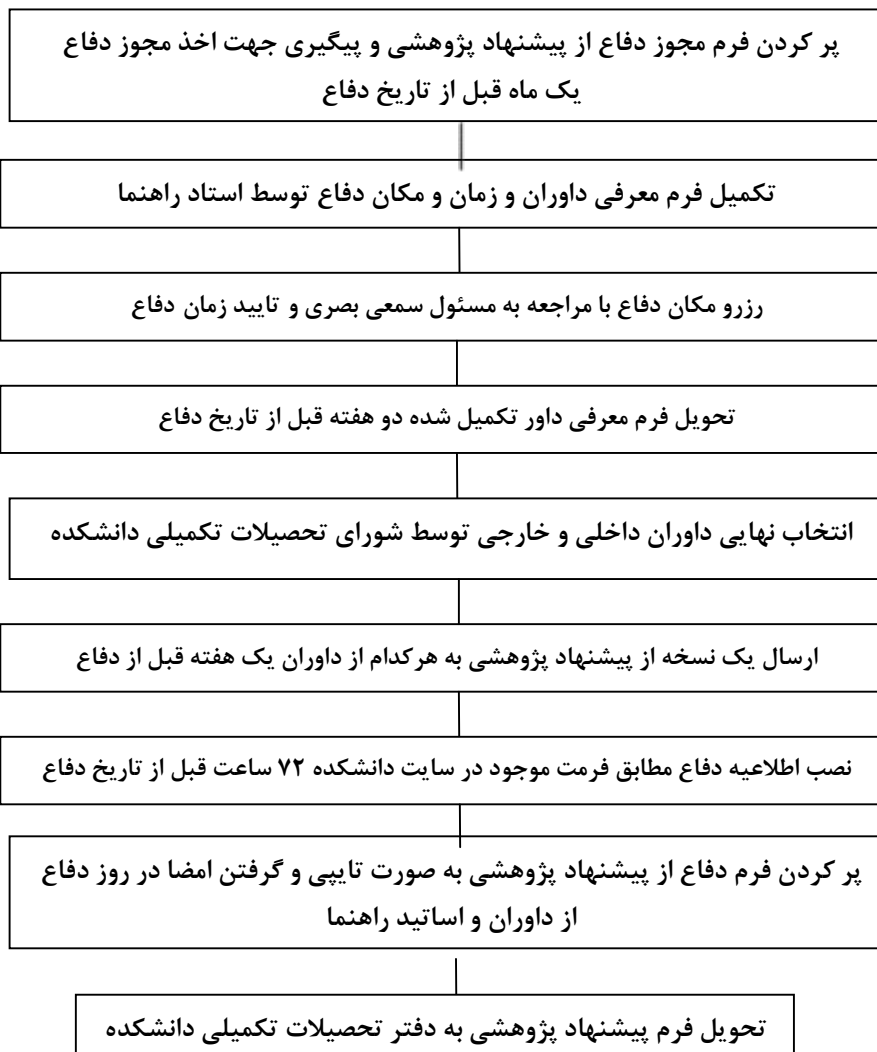 پر کردن فرم مجوز دفاع از پیشنهاد پژوهشی و پیگیری جهت اخذ مجوز دفاع
یک ماه قبل از تاریخ دفاع
تکمیل فرم معرفی داوران و زمان و مکان دفاع توسط استاد راهنما
رزرو مکان دفاع با مراجعه به مسئول سمعی بصری و تایید زمان دفاع
تحویل فرم معرفی داور تکمیل شده دو هفته قبل از تاریخ دفاع
انتخاب نهایی داوران داخلی و خارجی توسط شورای تحصیلات تکمیلی دانشکده
ارسال یک نسخه از پیشنهاد پژوهشی به هرکدام از داوران یک هفته قبل از دفاع
نصب اطلاعیه دفاع مطابق فرمت موجود در سایت دانشکده ۷۲ ساعت قبل از تاریخ دفاع
پر کردن فرم دفاع از پیشنهاد پژوهشی به صورت تایپی و گرفتن امضا در روز دفاع
از داوران و اساتید راهنما
تحویل فرم پیشنهاد پژوهشی به دفتر تحصیلات تکمیلی دانشکده